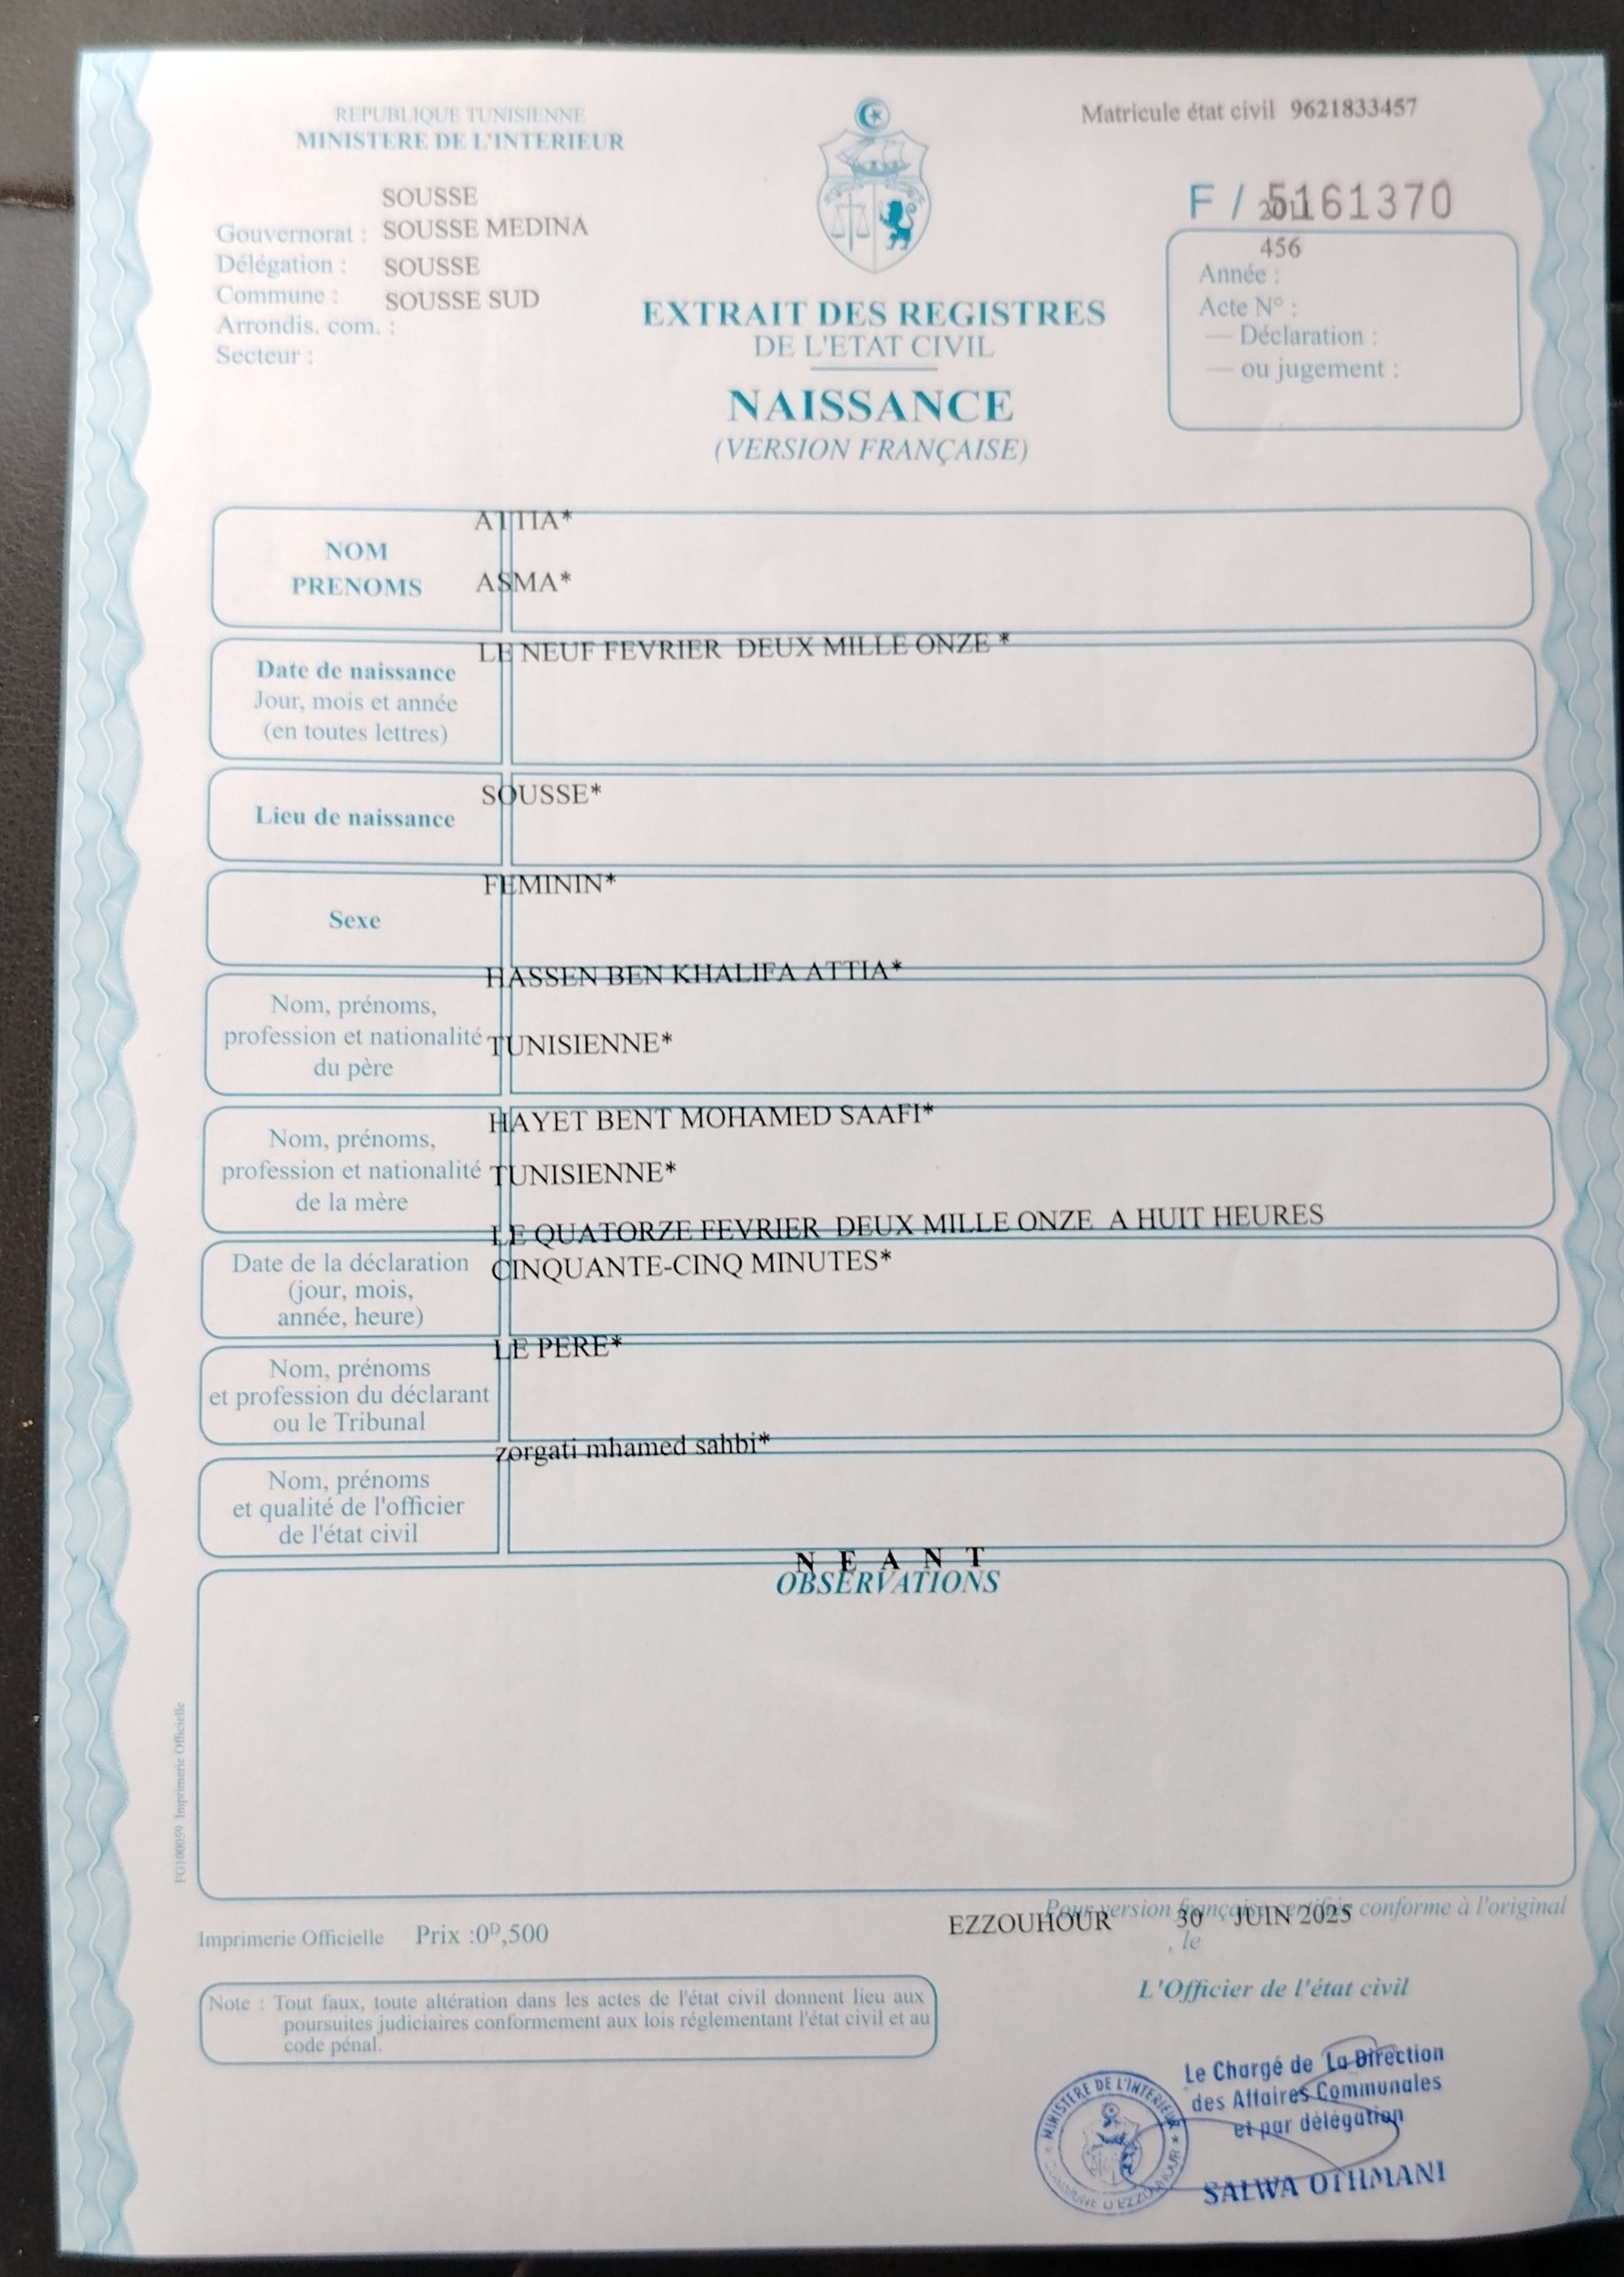 REPUBLIQUE TUNISIENNE
MINISTERE DE L'INTERIEUR
Matricule état civil 9621833457
SOUSSE
Gouvernorat : SOUSSE MEDINA
Délégation : SOUSSE
Commune : SOUSSE SUD
Arrondis. com. :
Secteur :
F / 5161370
2011
456
Année :
Acte N° :
— Déclaration :
— ou jugement :
EXTRAIT DES REGISTRES
DE L'ETAT CIVIL
NAISSANCE
(VERSION FRANÇAISE)
ATTIA*
NOM
PRENOMS ASMA*
LE NEUF FEVRIER DEUX MILLE ONZE *
Date de naissance
Jour, mois et année
(en toutes lettres)
SOUSSE*
Lieu de naissance
FEMININ*
Sexe
HASSEN BEN KHALIFA ATTIA*
Nom, prénoms,
profession et nationalité TUNISIENNE*
du père
HAYET BENT MOHAMED SAAFI*
Nom, prénoms,
profession et nationalité TUNISIENNE*
de la mère
LE QUATORZE FEVRIER DEUX MILLE ONZE A HUIT HEURES
Date de la déclaration CINQUANTE-CINQ MINUTES*
(jour, mois,
année, heure)
LE PERE*
Nom, prénoms
et profession du déclarant
ou le Tribunal
zorgati mhamed sahbi*
Nom, prénoms
et qualité de l'officier
de l'état civil
N E A N T
OBSERVATIONS
FG100059 Imprimerie Officielle
Pour version française certifiée conforme à l'original
EZZOUHOUR 30 JUIN 2025
, le
Imprimerie Officielle Prix :0ᴰ,500
L'Officier de l'état civil
Note : Tout faux, toute altération dans les actes de l'état civil donnent lieu aux
poursuites judiciaires conformement aux lois réglementant l'état civil et au
code pénal.
Le Chargé de La Direction
des Affaires Communales
et par délégation
SALWA OTHMANI
MINISTERE DE L'INTERIEUR
COMMUNE D'EZZOUHOUR